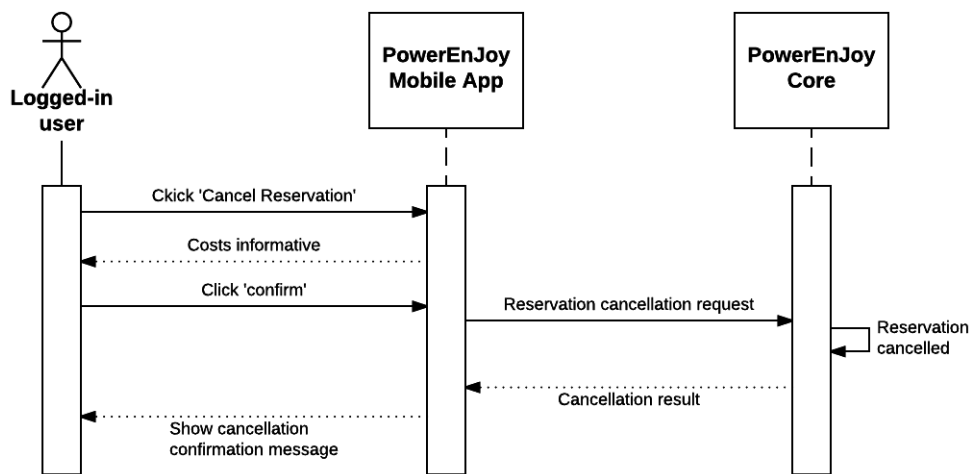 PowerEnJoy
Mobile App
PowerEnJoy
Core
Logged-in
user
Ckick 'Cancel Reservation'
Costs informative
Click 'confirm'
Reservation cancellation request
Reservation
cancelled
Cancellation result
Show cancellation
confirmation message